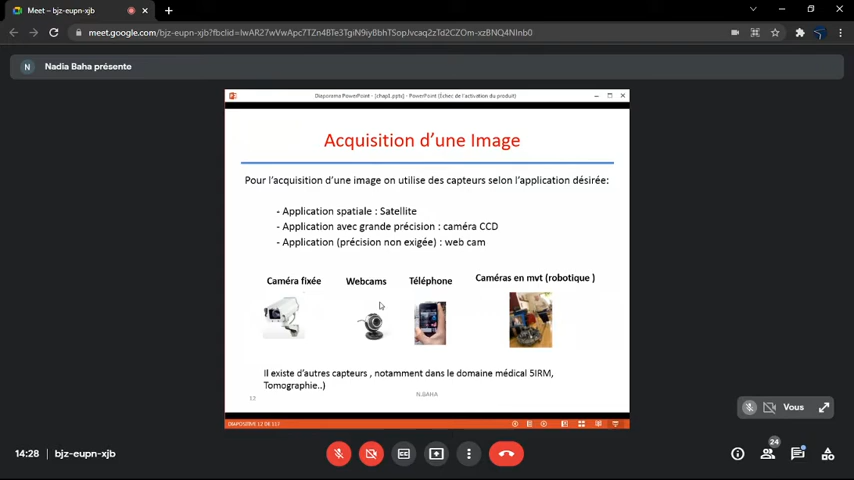 Meet – bjz-eupn-xjb
meet.google.com/bjz-eupn-xjb?fbclid=IwAR27wVwApc7TZn4BTe3TgiN9iyBbhTSopJvcaq2zTd2CZOm-xzBNQ4NInb0
N
Nadia Baha présente
Diaporama PowerPoint - [chap1.pptx] - PowerPoint (Échec de l'activation du produit)
Acquisition d'une Image
Pour l'acquisition d'une image on utilise des capteurs selon l'application désirée:
- Application spatiale : Satellite
- Application avec grande précision : caméra CCD
- Application (précision non exigée) : web cam
Caméra fixée
Webcams
Téléphone
Caméras en mvt (robotique )
Il existe d'autres capteurs , notamment dans le domaine médical 5IRM,
Tomographie..)
12
N.BAHA
DIAPOSITIVE 12 DE 117
Vous
14:28
bjz-eupn-xjb
24